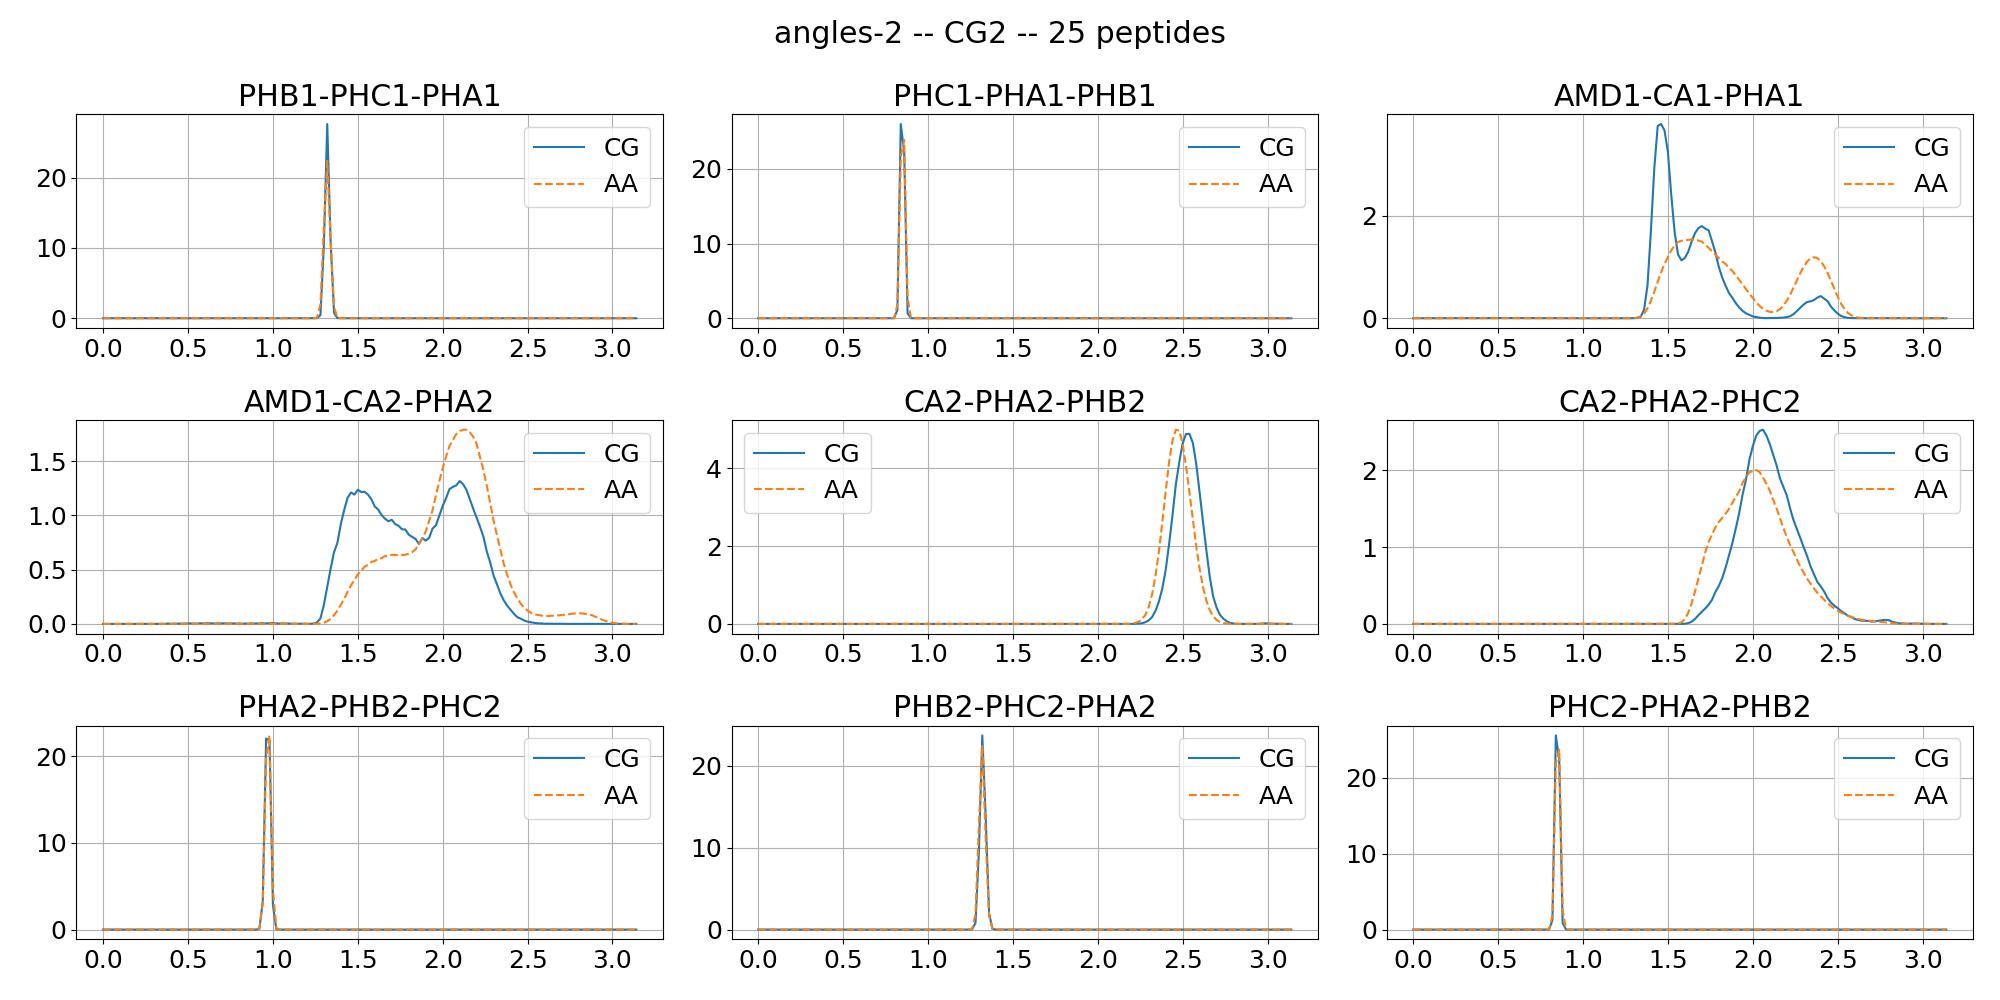 angles-2 -- CG2 -- 25 peptides
PHB1-PHC1-PHA1
PHC1-PHA1-PHB1
AMD1-CA1-PHA1
20
10
0
CG
AA
0.0 0.5 1.0 1.5 2.0 2.5 3.0
20
10
0
CG
AA
0.0 0.5 1.0 1.5 2.0 2.5 3.0
2
0
CG
AA
0.0 0.5 1.0 1.5 2.0 2.5 3.0
AMD1-CA2-PHA2
CA2-PHA2-PHB2
CA2-PHA2-PHC2
1.5
1.0
0.5
0.0
CG
AA
0.0 0.5 1.0 1.5 2.0 2.5 3.0
4
2
0
CG
AA
0.0 0.5 1.0 1.5 2.0 2.5 3.0
2
1
0
CG
AA
0.0 0.5 1.0 1.5 2.0 2.5 3.0
PHA2-PHB2-PHC2
PHB2-PHC2-PHA2
PHC2-PHA2-PHB2
20
10
0
CG
AA
0.0 0.5 1.0 1.5 2.0 2.5 3.0
20
10
0
CG
AA
0.0 0.5 1.0 1.5 2.0 2.5 3.0
20
10
0
CG
AA
0.0 0.5 1.0 1.5 2.0 2.5 3.0